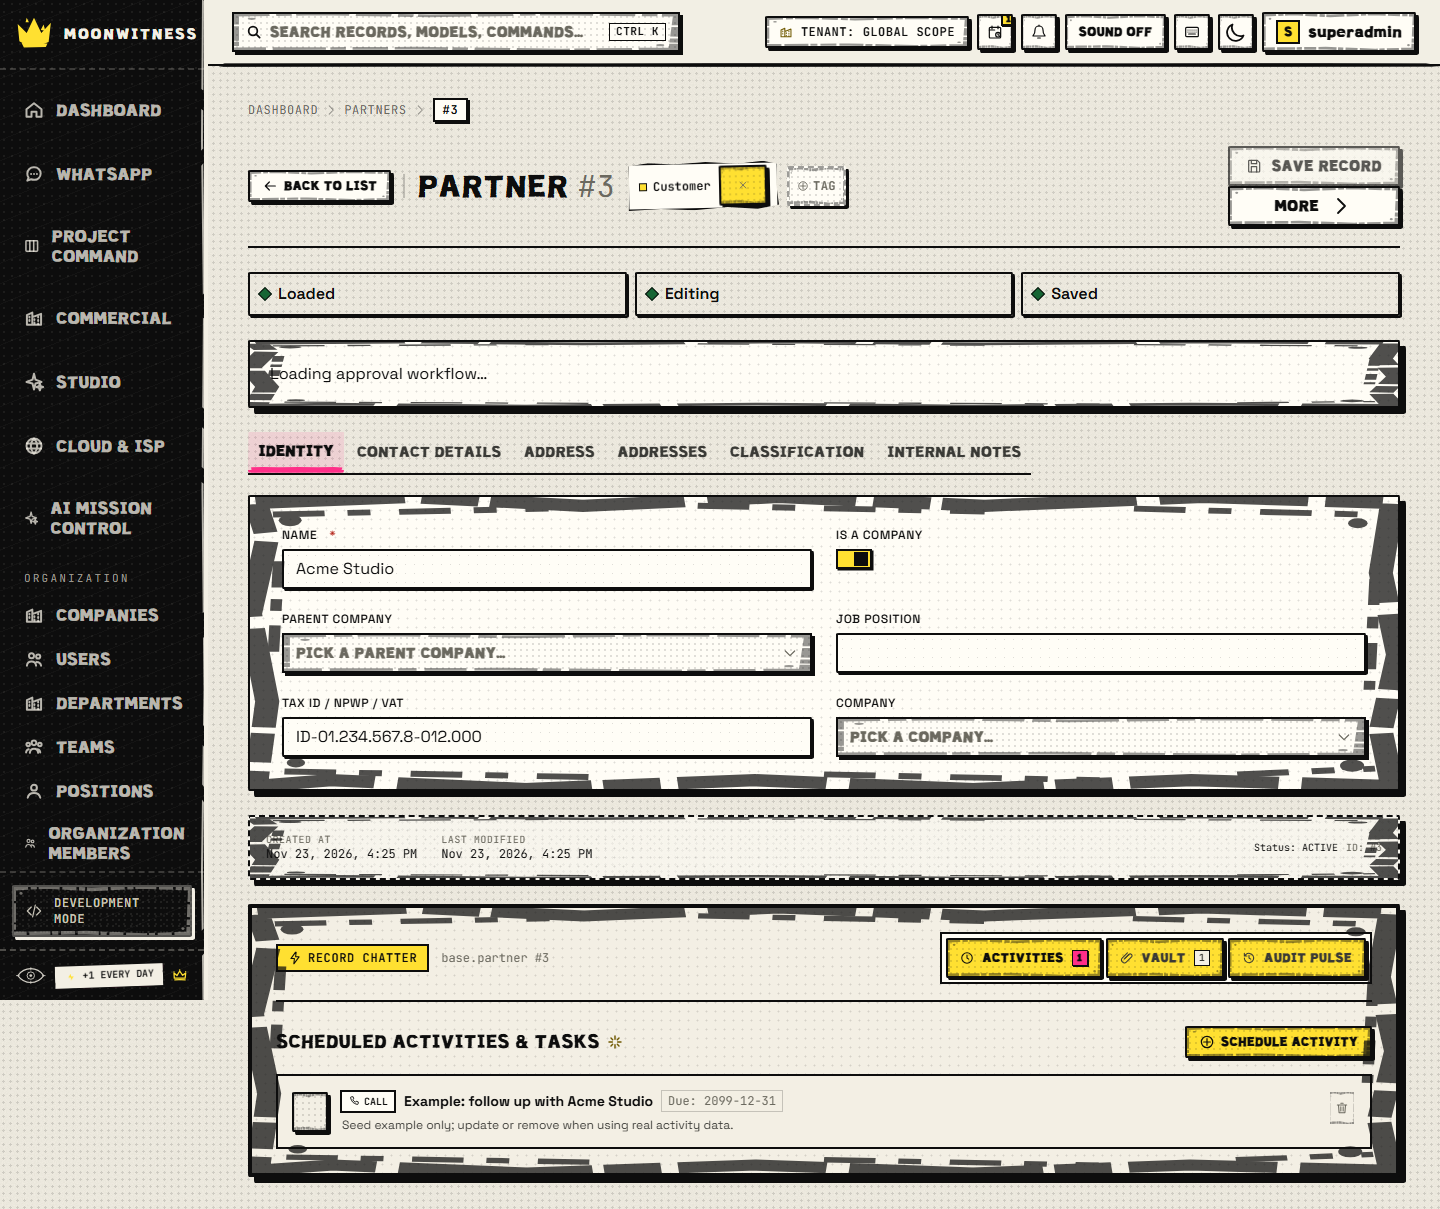 MOONWITNESS
SEARCH RECORDS, MODELS, COMMANDS…
CTRL K
TENANT: GLOBAL SCOPE
1
SOUND OFF
S
superadmin
DASHBOARD
WHATSAPP
PROJECT
COMMAND
COMMERCIAL
STUDIO
CLOUD & ISP
AI MISSION
CONTROL
ORGANIZATION
COMPANIES
USERS
DEPARTMENTS
TEAMS
POSITIONS
ORGANIZATION
MEMBERS
DEVELOPMENT
MODE
+1 EVERY DAY
DASHBOARD
PARTNERS
#3
BACK TO LIST
PARTNER #3
Customer
TAG
SAVE RECORD
MORE
Loaded
Editing
Saved
Loading approval workflow…
IDENTITY
CONTACT DETAILS
ADDRESS
ADDRESSES
CLASSIFICATION
INTERNAL NOTES
NAME *
Acme Studio
IS A COMPANY
PARENT COMPANY
PICK A PARENT COMPANY…
JOB POSITION
TAX ID / NPWP / VAT
ID-01.234.567.8-012.000
COMPANY
PICK A COMPANY…
CREATED AT
Nov 23, 2026, 4:25 PM
LAST MODIFIED
Nov 23, 2026, 4:25 PM
Status: ACTIVE ID:
RECORD CHATTER
base.partner #3
ACTIVITIES 1
VAULT 1
AUDIT PULSE
SCHEDULED ACTIVITIES & TASKS
SCHEDULE ACTIVITY
CALL
Example: follow up with Acme Studio
Due: 2099-12-31
Seed example only; update or remove when using real activity data.